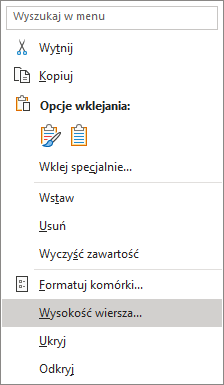 Wyszukaj w menu
Wytnij
Kopiuj
Opcje wklejania:
Wklej specjalnie...
Wstaw
Usuń
Wyczyść zawartość
Formatuj komórki...
Wysokość wiersza...
Ukryj
Odkryj